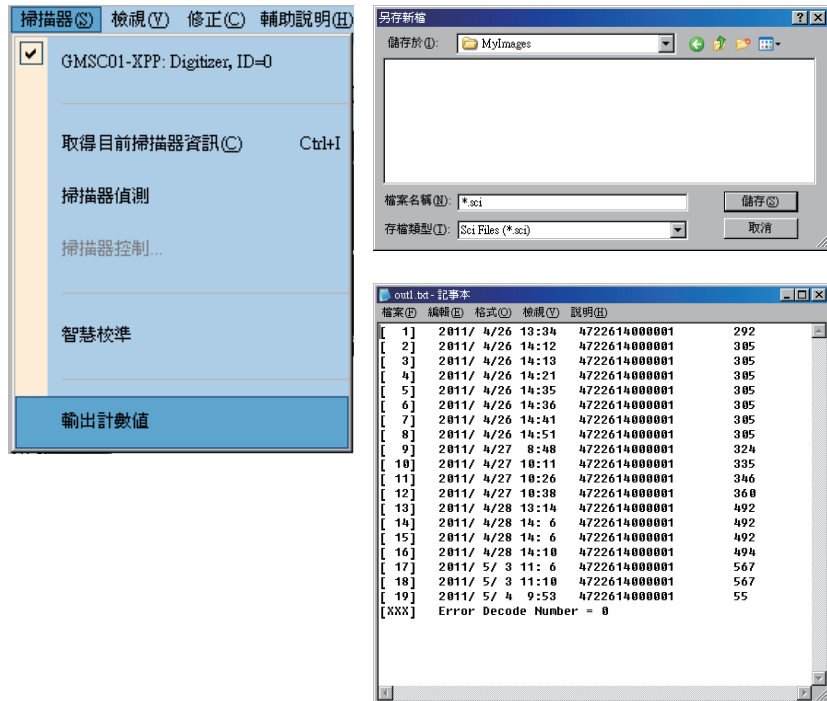 掃描器(S) 檢視(V) 修正(C) 輔助說明(H)
GMSC01-XPP: Digitizer, ID=0
取得目前掃描器資訊(C) Ctrl+I
掃描器偵測
掃描器控制...
智慧校準
輸出計數值
另存新檔
儲存於(I): MyImages
檔案名稱(N): *.sci 儲存(S)
存檔類型(T): Sci Files (*.sci) 取消
out1.txt - 記事本
檔案(F) 編輯(E) 格式(O) 檢視(V) 說明(H)
[ 1] 2011/ 4/26 13:34 4722614000001 292
[ 2] 2011/ 4/26 14:12 4722614000001 305
[ 3] 2011/ 4/26 14:13 4722614000001 305
[ 4] 2011/ 4/26 14:21 4722614000001 305
[ 5] 2011/ 4/26 14:35 4722614000001 305
[ 6] 2011/ 4/26 14:36 4722614000001 305
[ 7] 2011/ 4/26 14:41 4722614000001 305
[ 8] 2011/ 4/26 14:51 4722614000001 305
[ 9] 2011/ 4/27 8:48 4722614000001 324
[ 10] 2011/ 4/27 10:11 4722614000001 335
[ 11] 2011/ 4/27 10:26 4722614000001 346
[ 12] 2011/ 4/27 10:38 4722614000001 360
[ 13] 2011/ 4/28 13:14 4722614000001 492
[ 14] 2011/ 4/28 14: 6 4722614000001 492
[ 15] 2011/ 4/28 14: 6 4722614000001 492
[ 16] 2011/ 4/28 14:10 4722614000001 494
[ 17] 2011/ 5/ 3 11: 6 4722614000001 567
[ 18] 2011/ 5/ 3 11:10 4722614000001 567
[ 19] 2011/ 5/ 4 9:53 4722614000001 55
[XXX] Error Decode Number = 0